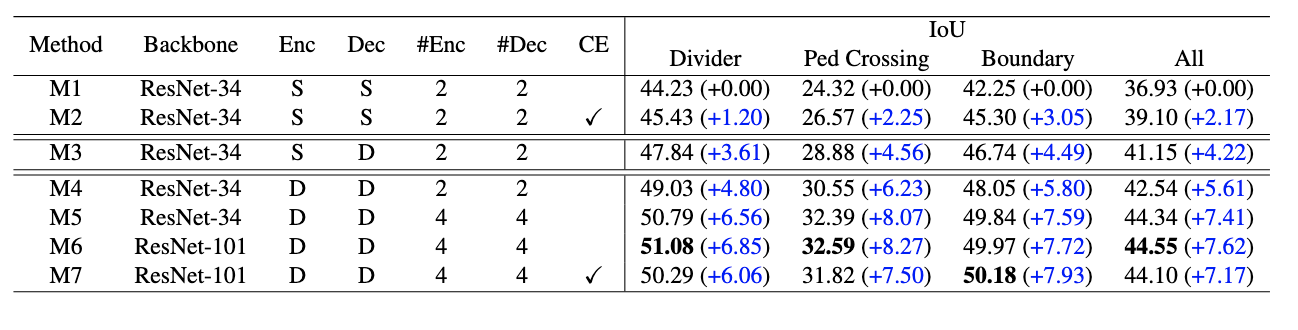 Method Backbone Enc Dec #Enc #Dec CE IoU
Divider Ped Crossing Boundary All
M1 ResNet-34 S S 2 2 44.23 (+0.00) 24.32 (+0.00) 42.25 (+0.00) 36.93 (+0.00)
M2 ResNet-34 S S 2 2 ✓ 45.43 (+1.20) 26.57 (+2.25) 45.30 (+3.05) 39.10 (+2.17)
M3 ResNet-34 S D 2 2 47.84 (+3.61) 28.88 (+4.56) 46.74 (+4.49) 41.15 (+4.22)
M4 ResNet-34 D D 2 2 49.03 (+4.80) 30.55 (+6.23) 48.05 (+5.80) 42.54 (+5.61)
M5 ResNet-34 D D 4 4 50.79 (+6.56) 32.39 (+8.07) 49.84 (+7.59) 44.34 (+7.41)
M6 ResNet-101 D D 4 4 51.08 (+6.85) 32.59 (+8.27) 49.97 (+7.72) 44.55 (+7.62)
M7 ResNet-101 D D 4 4 ✓ 50.29 (+6.06) 31.82 (+7.50) 50.18 (+7.93) 44.10 (+7.17)